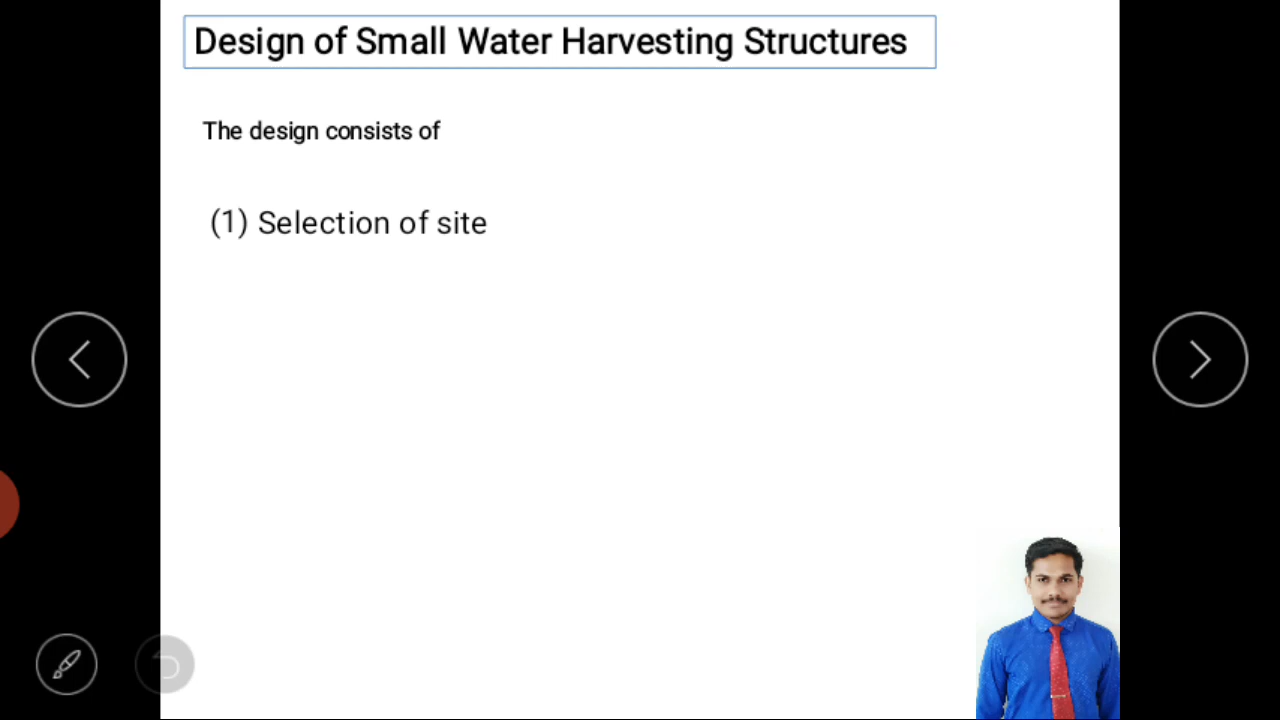 Design of Small Water Harvesting Structures
The design consists of
(1) Selection of site